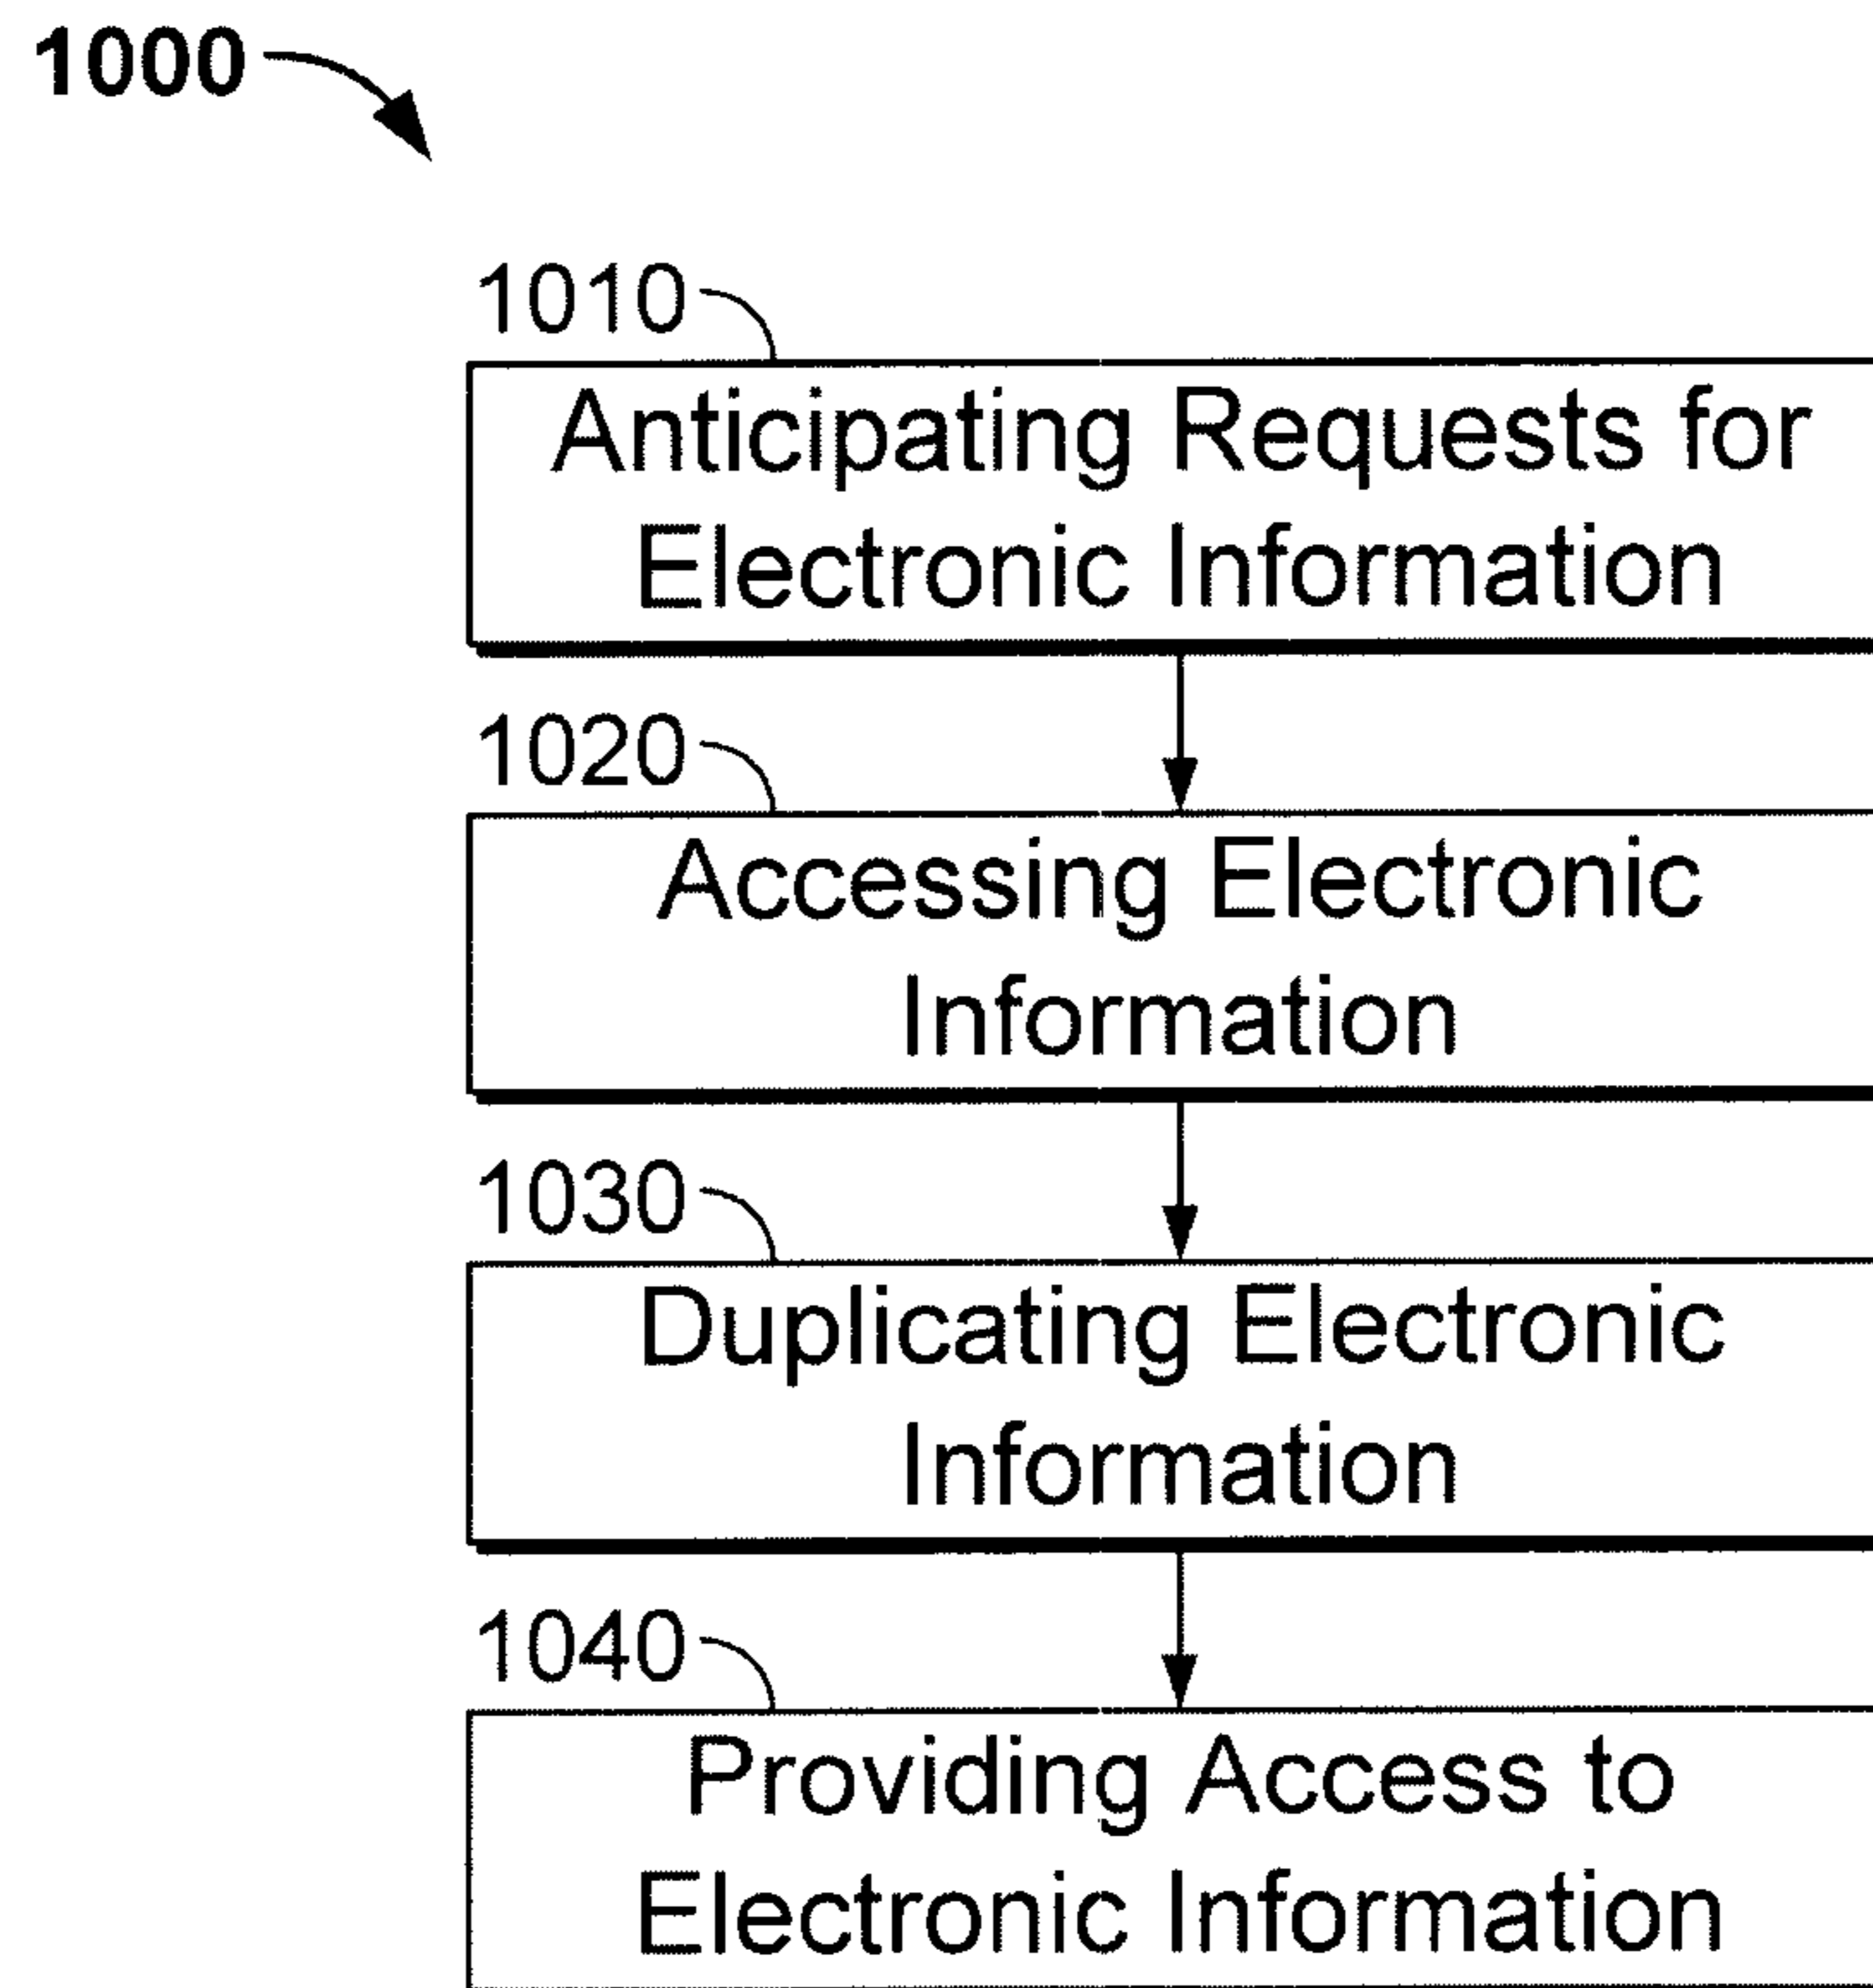 1000
1010
Anticipating Requests for
Electronic Information
1020
Accessing Electronic
Information
1030
Duplicating Electronic
Information
1040
Providing Access to
Electronic Information